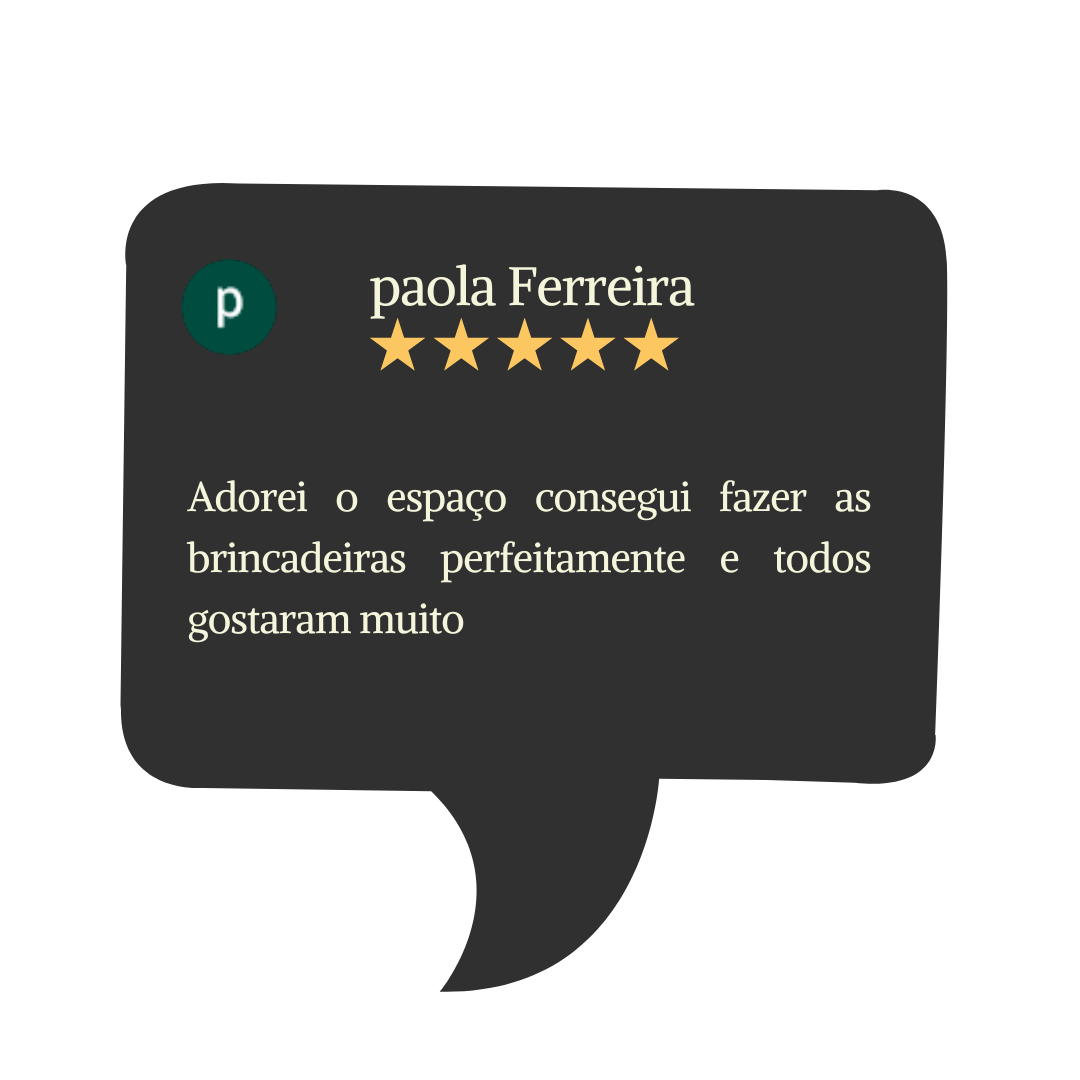 p
paola Ferreira
Adorei o espaço consegui fazer as
brincadeiras perfeitamente e todos
gostaram muito